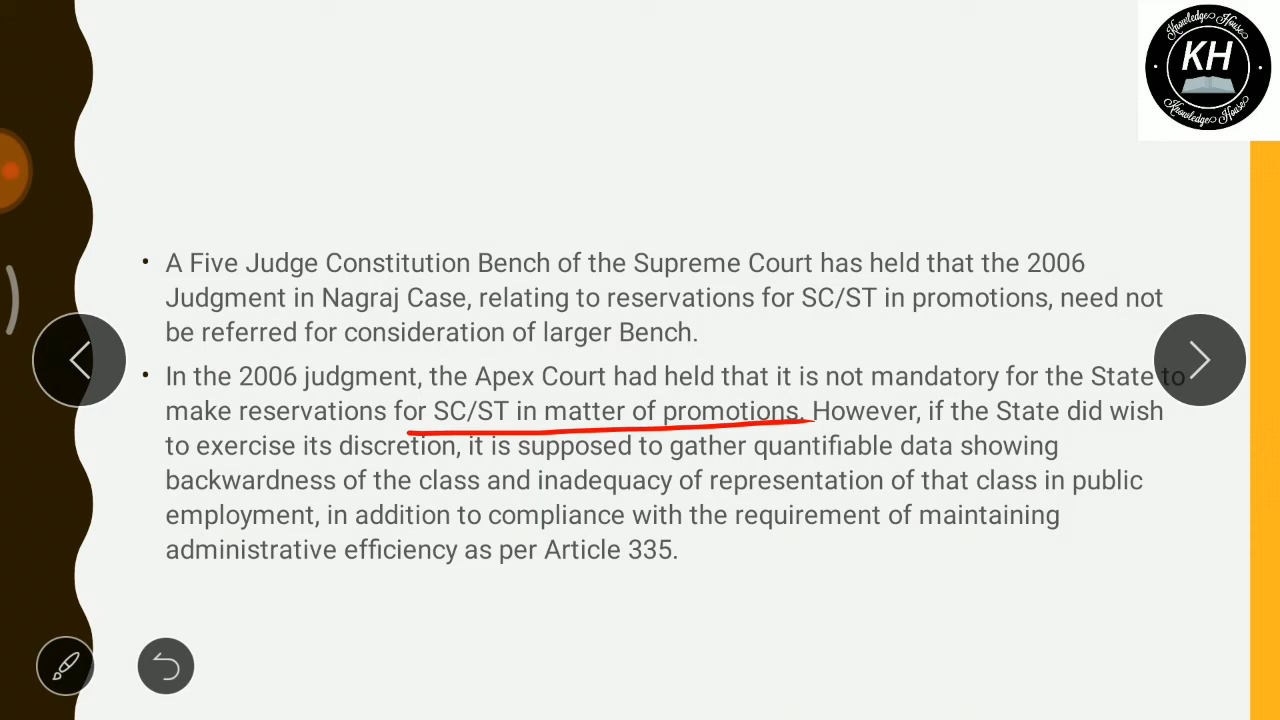 Knowledge House
KH
Knowledge House
• A Five Judge Constitution Bench of the Supreme Court has held that the 2006
Judgment in Nagraj Case, relating to reservations for SC/ST in promotions, need not
be referred for consideration of larger Bench.
• In the 2006 judgment, the Apex Court had held that it is not mandatory for the State to
make reservations for SC/ST in matter of promotions. However, if the State did wish
to exercise its discretion, it is supposed to gather quantifiable data showing
backwardness of the class and inadequacy of representation of that class in public
employment, in addition to compliance with the requirement of maintaining
administrative efficiency as per Article 335.